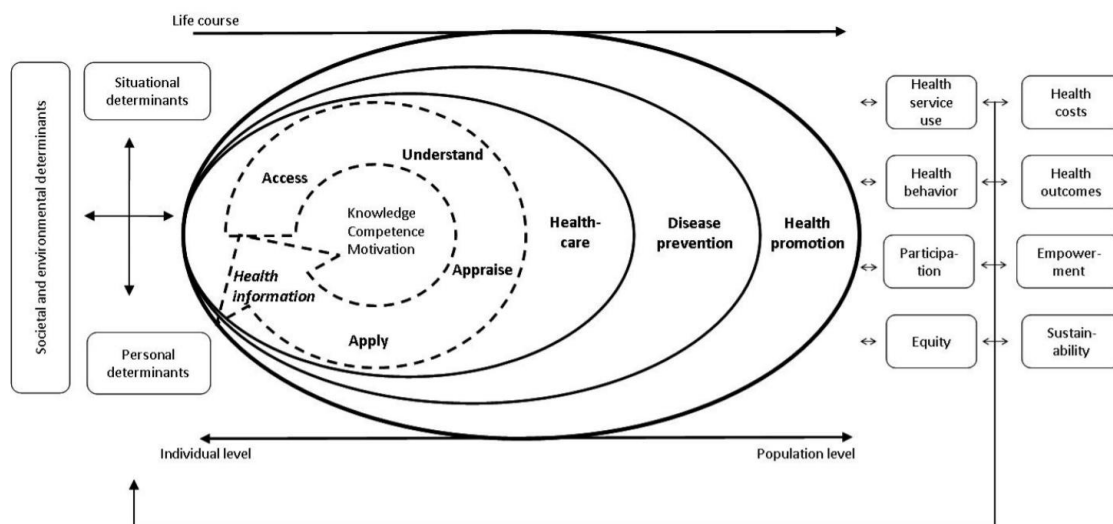 Life course
Societal and environmental determinants
Situational
determinants
Personal
determinants
Access
Understand
Knowledge
Competence
Motivation
Health
information
Appraise
Apply
Health-
care
Disease
prevention
Health
promotion
Health
service
use
Health
costs
Health
behavior
Health
outcomes
Participa-
tion
Empower-
ment
Equity
Sustain-
ability
Individual level
Population level